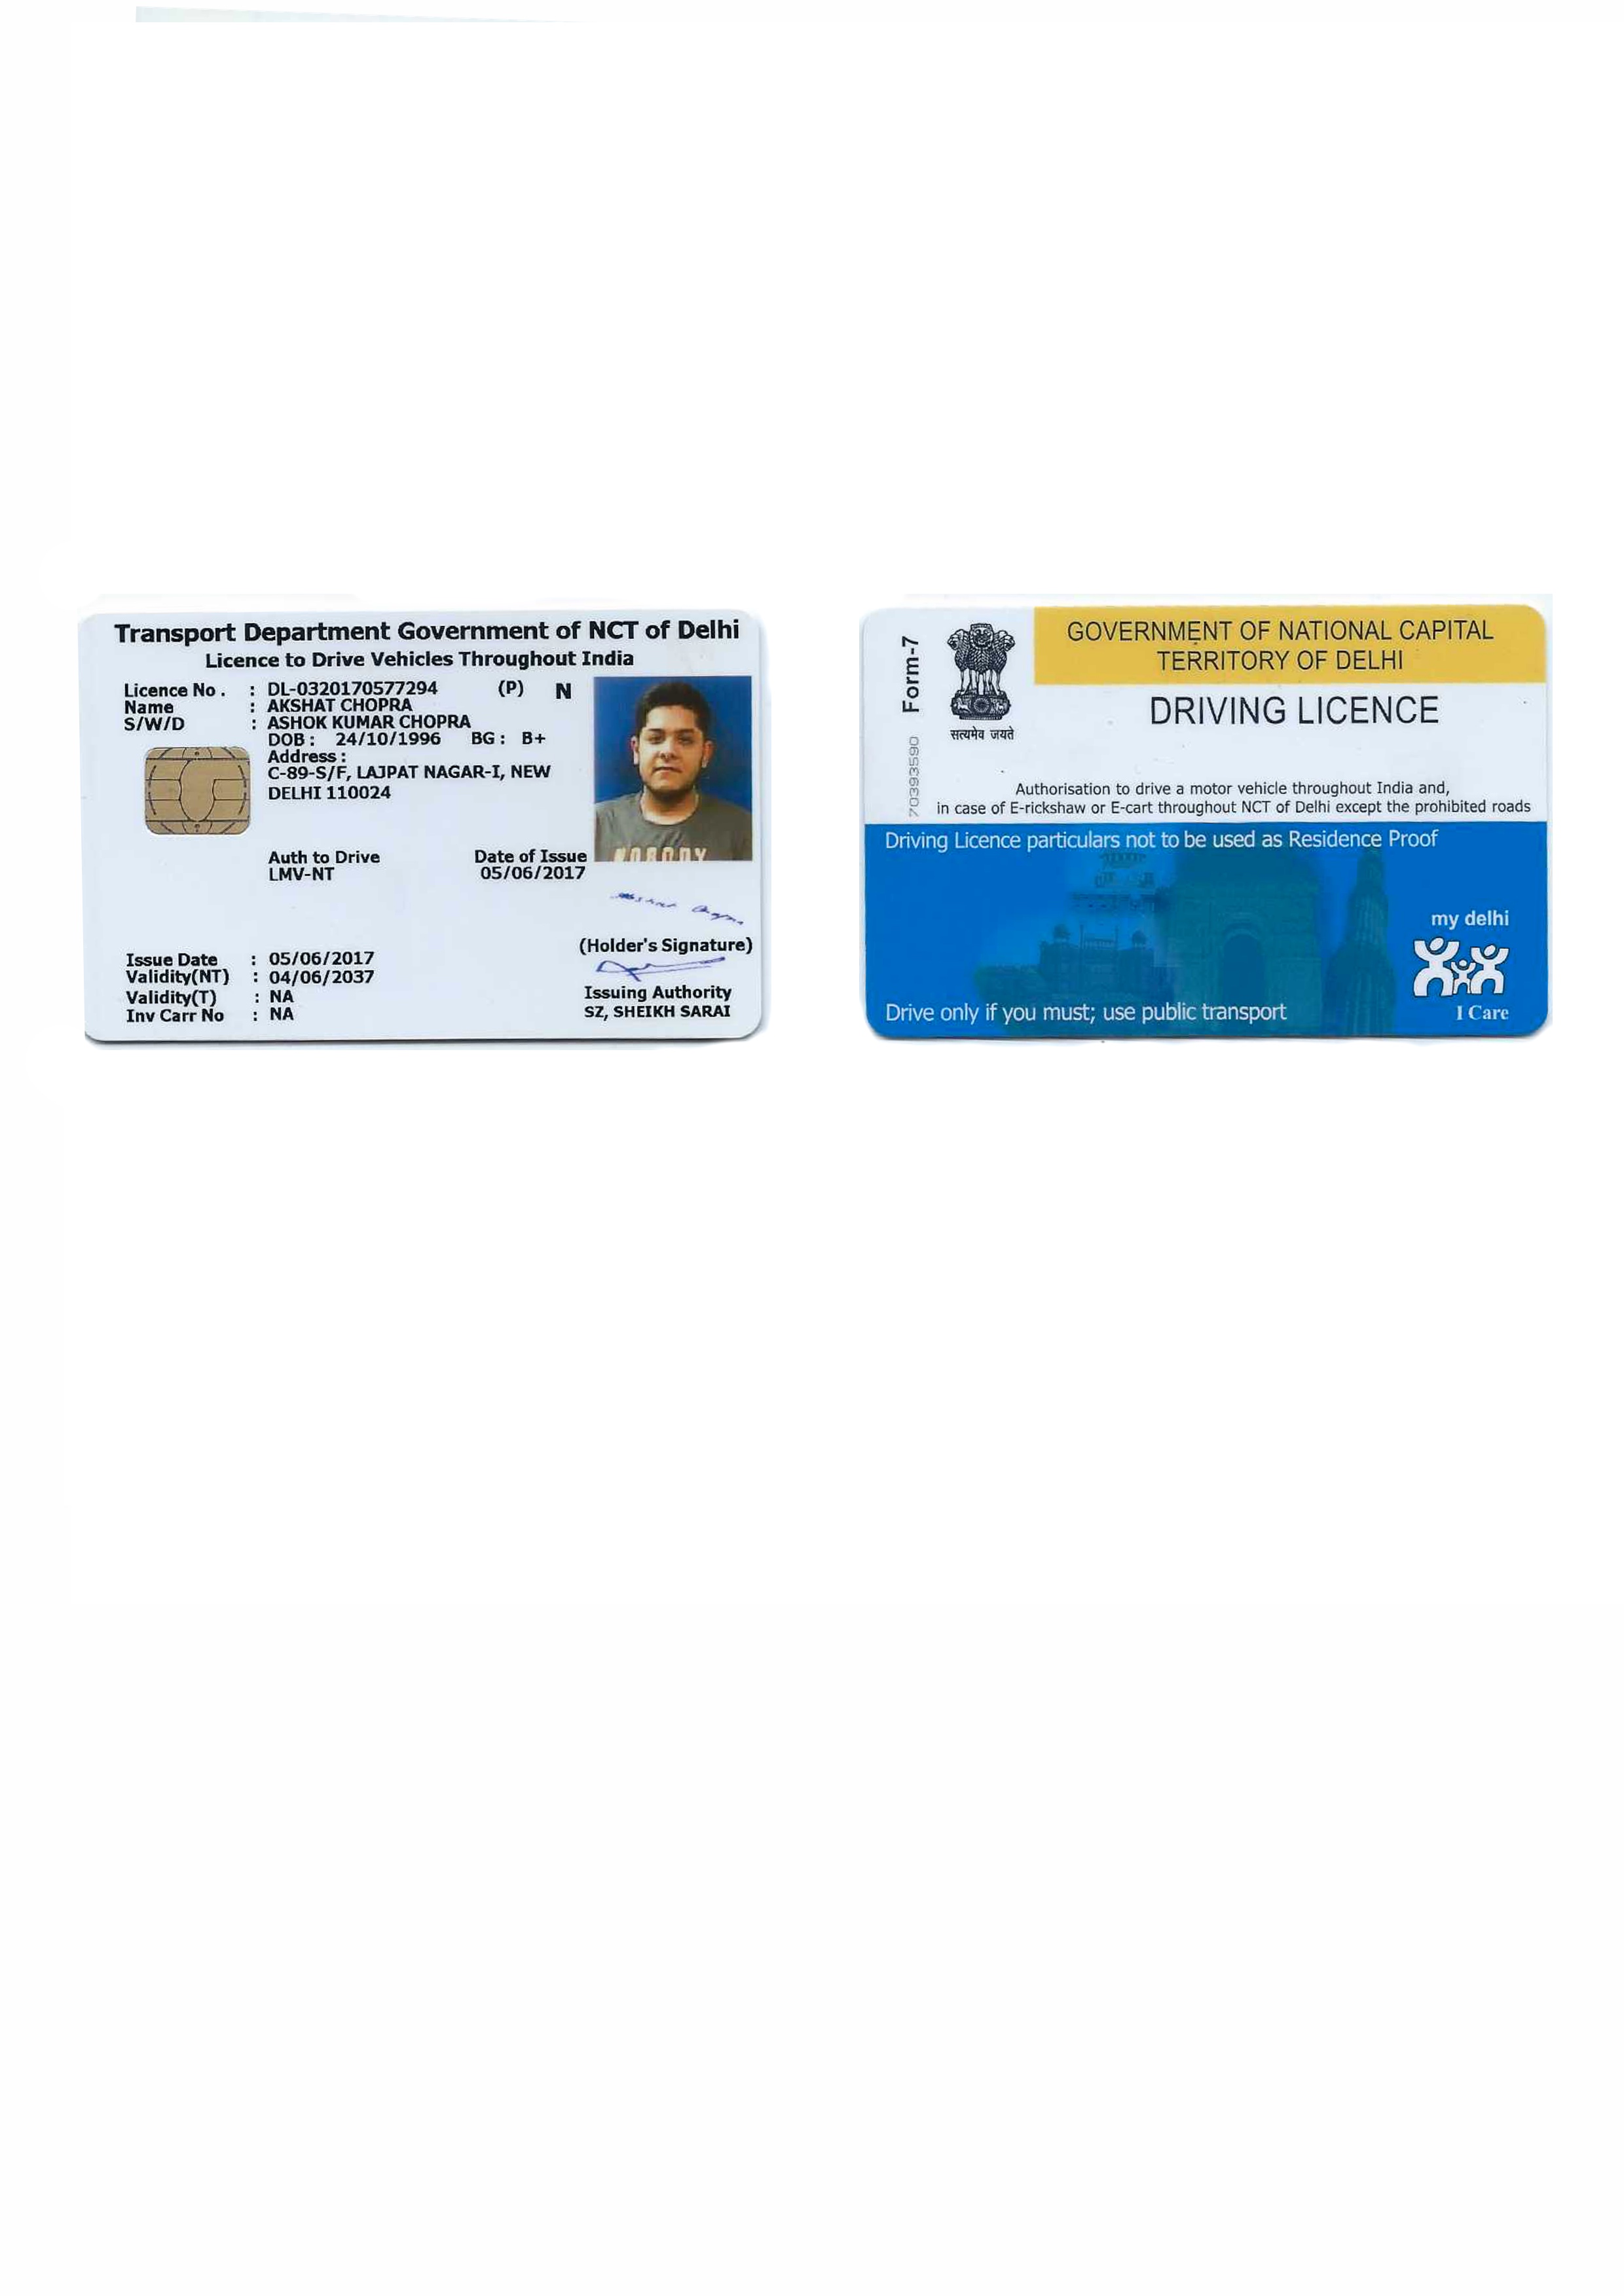 Transport Department Government of NCT of Delhi
Licence to Drive Vehicles Throughout India
Licence No. : DL-0320170577294 (P) N
Name : AKSHAT CHOPRA
S/W/D : ASHOK KUMAR CHOPRA
DOB : 24/10/1996 BG : B+
Address :
C-89-S/F, LAJPAT NAGAR-I, NEW
DELHI 110024
NOBODY
Auth to Drive Date of Issue
LMV-NT 05/06/2017
(Holder's Signature)
Issue Date : 05/06/2017
Validity(NT) : 04/06/2037
Validity(T) : NA
Inv Carr No : NA
Issuing Authority
SZ, SHEIKH SARAI
Form-7
70393590
सत्यमेव जयते
GOVERNMENT OF NATIONAL CAPITAL
TERRITORY OF DELHI
DRIVING LICENCE
Authorisation to drive a motor vehicle throughout India and,
in case of E-rickshaw or E-cart throughout NCT of Delhi except the prohibited roads
Driving Licence particulars not to be used as Residence Proof
my delhi
I Care
Drive only if you must; use public transport